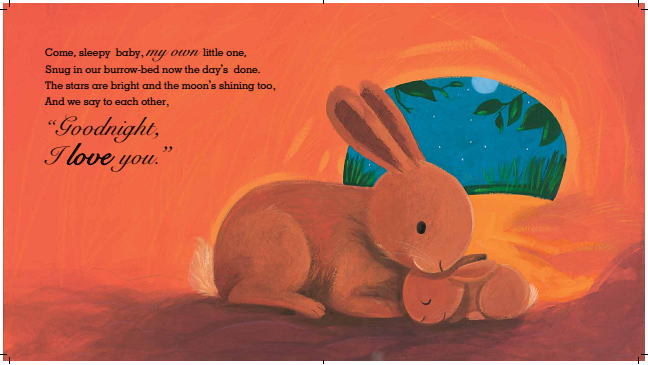 Come, sleepy baby, my own little one,
Snug in our burrow-bed now the day's done.
The stars are bright and the moon's shining too,
And we say to each other,
“Goodnight,
I love you.”